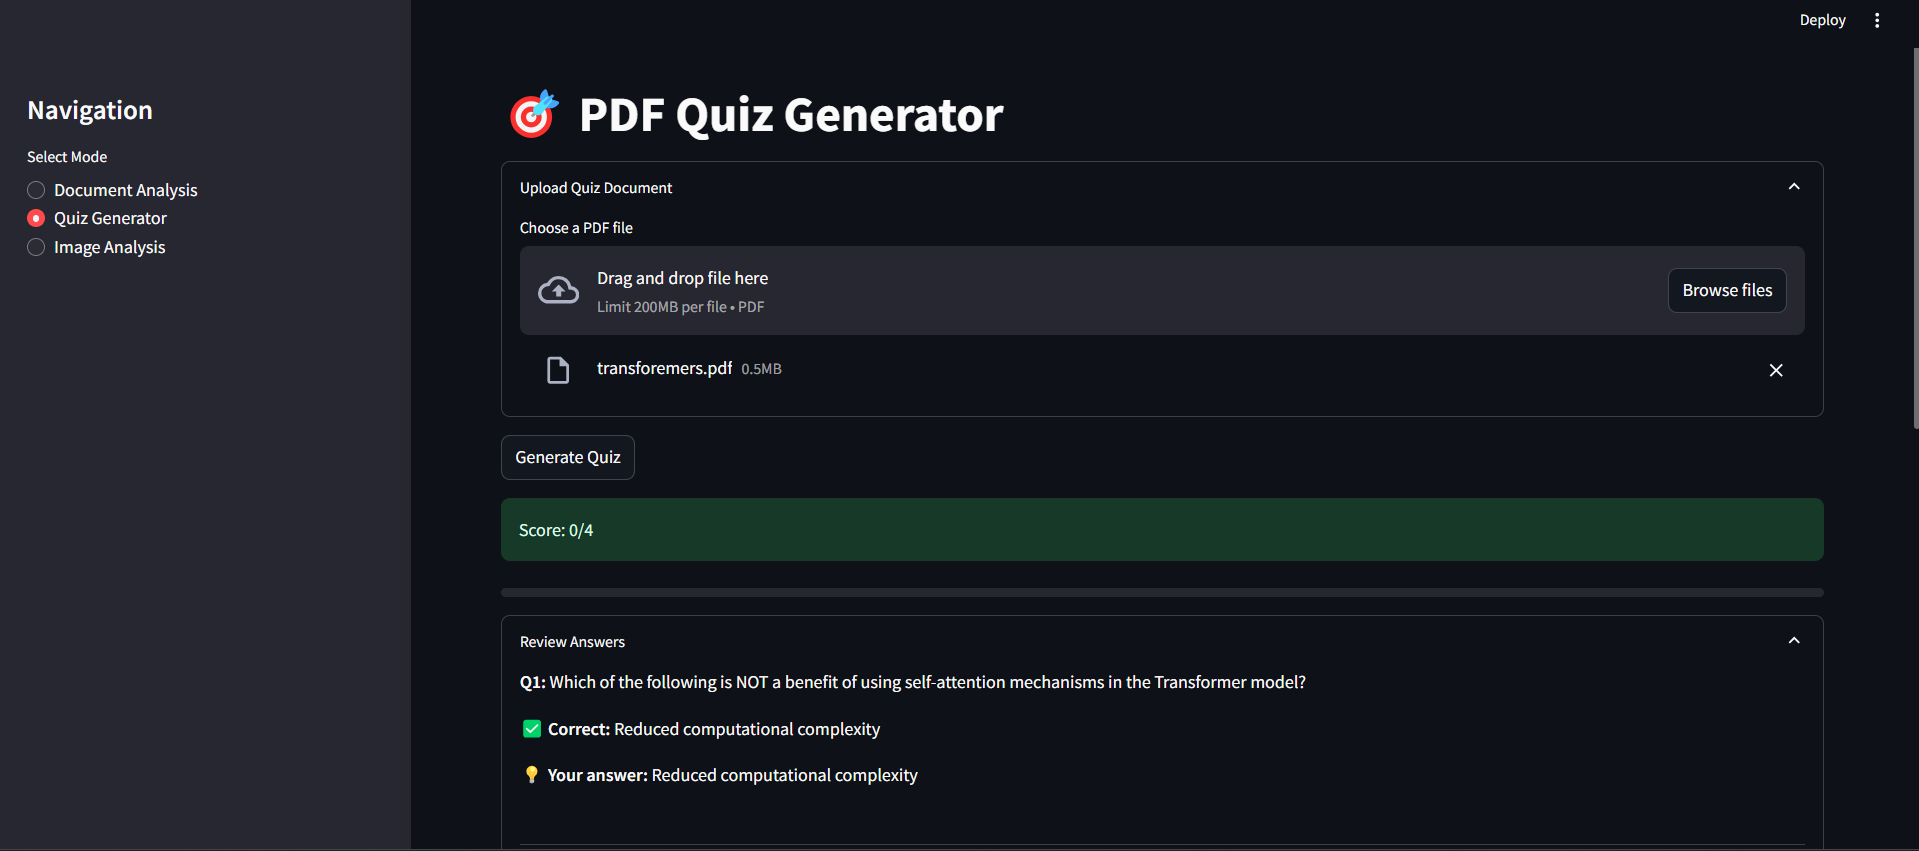 Deploy
Navigation
Select Mode
Document Analysis
Quiz Generator
Image Analysis
PDF Quiz Generator
Upload Quiz Document
Choose a PDF file
Drag and drop file here
Limit 200MB per file • PDF
Browse files
transforemers.pdf 0.5MB
Generate Quiz
Score: 0/4
Review Answers
Q1: Which of the following is NOT a benefit of using self-attention mechanisms in the Transformer model?
Correct: Reduced computational complexity
Your answer: Reduced computational complexity